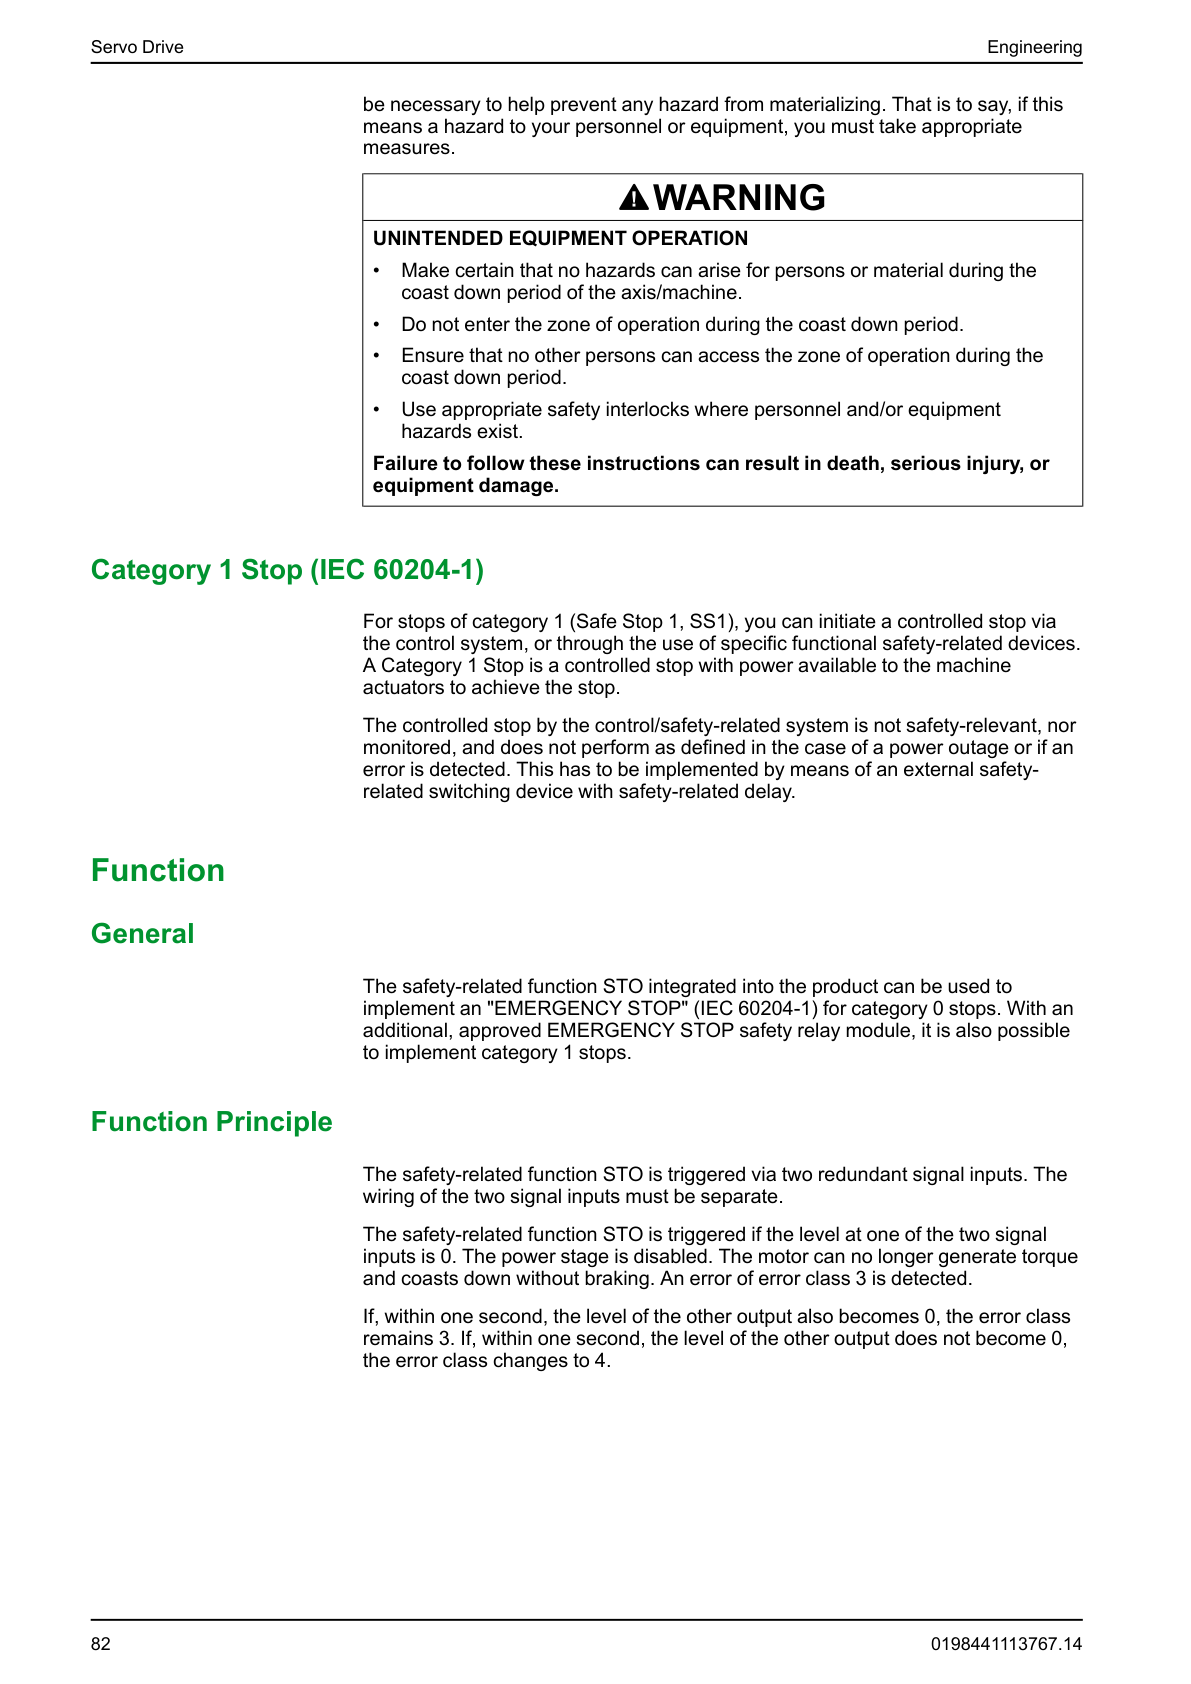 Servo Drive
Engineering
be necessary to help prevent any hazard from materializing. That is to say, if this
means a hazard to your personnel or equipment, you must take appropriate
measures.
WARNING
UNINTENDED EQUIPMENT OPERATION
• Make certain that no hazards can arise for persons or material during the
coast down period of the axis/machine.
• Do not enter the zone of operation during the coast down period.
• Ensure that no other persons can access the zone of operation during the
coast down period.
• Use appropriate safety interlocks where personnel and/or equipment
hazards exist.
Failure to follow these instructions can result in death, serious injury, or
equipment damage.
Category 1 Stop (IEC 60204-1)
For stops of category 1 (Safe Stop 1, SS1), you can initiate a controlled stop via
the control system, or through the use of specific functional safety-related devices.
A Category 1 Stop is a controlled stop with power available to the machine
actuators to achieve the stop.
The controlled stop by the control/safety-related system is not safety-relevant, nor
monitored, and does not perform as defined in the case of a power outage or if an
error is detected. This has to be implemented by means of an external safety-
related switching device with safety-related delay.
Function
General
The safety-related function STO integrated into the product can be used to
implement an "EMERGENCY STOP" (IEC 60204-1) for category 0 stops. With an
additional, approved EMERGENCY STOP safety relay module, it is also possible
to implement category 1 stops.
Function Principle
The safety-related function STO is triggered via two redundant signal inputs. The
wiring of the two signal inputs must be separate.
The safety-related function STO is triggered if the level at one of the two signal
inputs is 0. The power stage is disabled. The motor can no longer generate torque
and coasts down without braking. An error of error class 3 is detected.
If, within one second, the level of the other output also becomes 0, the error class
remains 3. If, within one second, the level of the other output does not become 0,
the error class changes to 4.
82
0198441113767.14